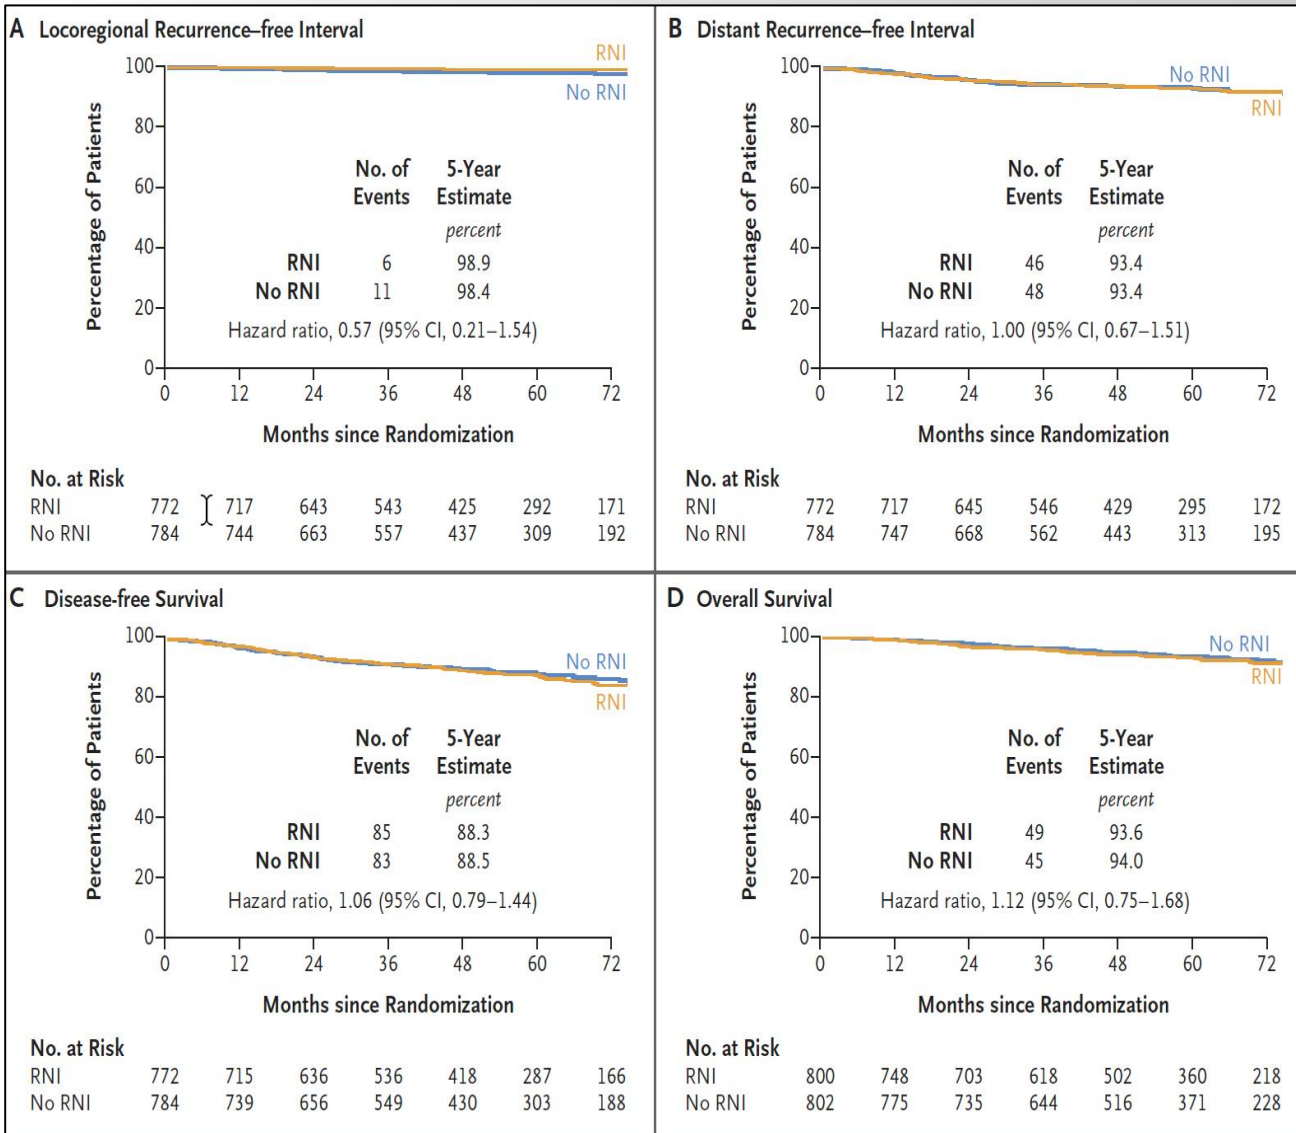 A Locoregional Recurrence–free Interval
RNI
No RNI
100
80
60
40
20
0
Percentage of Patients
No. of Events
5-Year Estimate
percent
RNI 6 98.9
No RNI 11 98.4
Hazard ratio, 0.57 (95% CI, 0.21–1.54)
0 12 24 36 48 60 72
Months since Randomization
No. at Risk
RNI 772 717 643 543 425 292 171
No RNI 784 744 663 557 437 309 192
B Distant Recurrence–free Interval
No RNI
RNI
100
80
60
40
20
0
Percentage of Patients
No. of Events
5-Year Estimate
percent
RNI 46 93.4
No RNI 48 93.4
Hazard ratio, 1.00 (95% CI, 0.67–1.51)
0 12 24 36 48 60 72
Months since Randomization
No. at Risk
RNI 772 717 645 546 429 295 172
No RNI 784 747 668 562 443 313 195
C Disease-free Survival
No RNI
RNI
100
80
60
40
20
0
Percentage of Patients
No. of Events
5-Year Estimate
percent
RNI 85 88.3
No RNI 83 88.5
Hazard ratio, 1.06 (95% CI, 0.79–1.44)
0 12 24 36 48 60 72
Months since Randomization
No. at Risk
RNI 772 715 636 536 418 287 166
No RNI 784 739 656 549 430 303 188
D Overall Survival
No RNI
RNI
100
80
60
40
20
0
Percentage of Patients
No. of Events
5-Year Estimate
percent
RNI 49 93.6
No RNI 45 94.0
Hazard ratio, 1.12 (95% CI, 0.75–1.68)
0 12 24 36 48 60 72
Months since Randomization
No. at Risk
RNI 800 748 703 618 502 360 218
No RNI 802 775 735 644 516 371 228